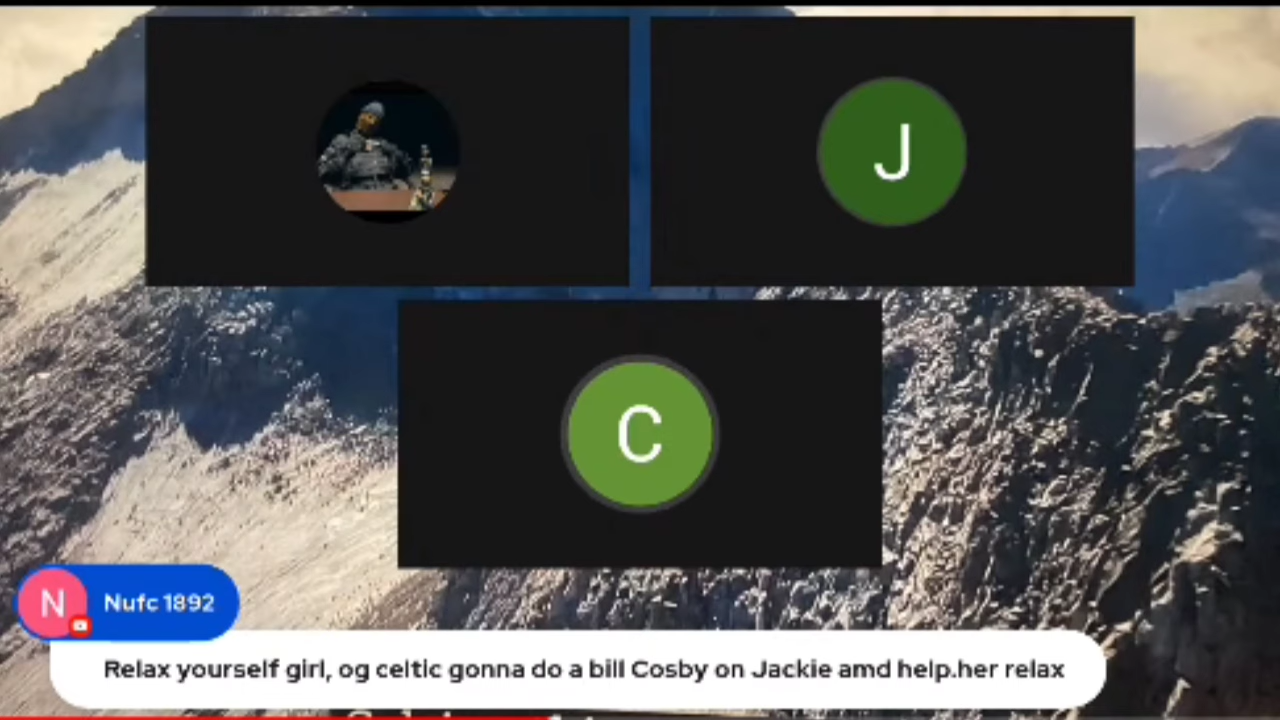 J
C
N Nufc 1892
Relax yourself girl, og celtic gonna do a bill Cosby on Jackie amd help.her relax